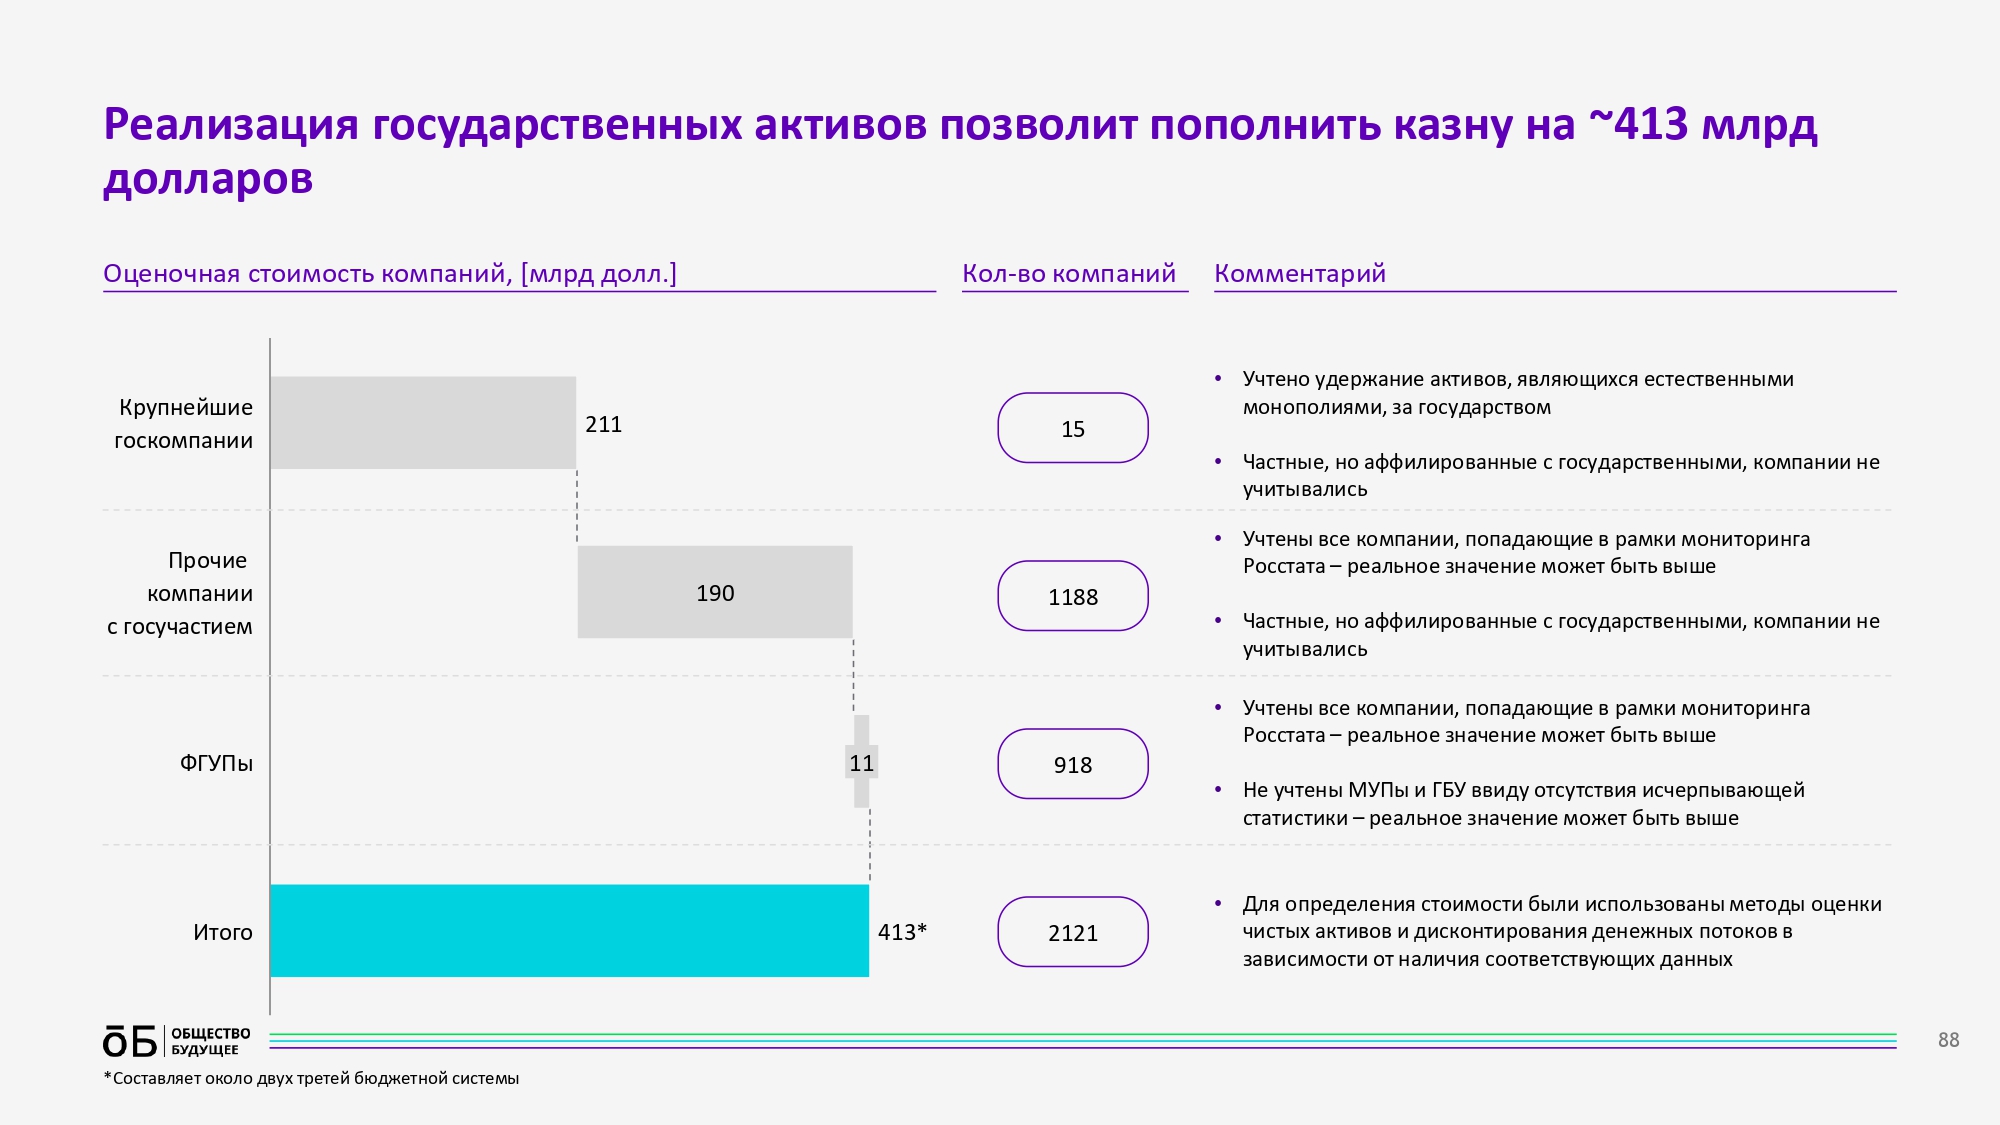 Реализация государственных активов позволит пополнить казну на ~413 млрд
долларов
Оценочная стоимость компаний, [млрд долл.]
Кол-во компаний
Комментарий
Крупнейшие
госкомпании
211
15
• Учтено удержание активов, являющихся естественными
монополиями, за государством
• Частные, но аффилированные с государственными, компании не
учитывались
Прочие
компании
с госучастием
190
1188
• Учтены все компании, попадающие в рамки мониторинга
Росстата – реальное значение может быть выше
• Частные, но аффилированные с государственными, компании не
учитывались
ФГУПы
11
918
• Учтены все компании, попадающие в рамки мониторинга
Росстата – реальное значение может быть выше
• Не учтены МУПы и ГБУ ввиду отсутствия исчерпывающей
статистики – реальное значение может быть выше
Итого
413*
2121
• Для определения стоимости были использованы методы оценки
чистых активов и дисконтирования денежных потоков в
зависимости от наличия соответствующих данных
ōБ
ОБЩЕСТВО
БУДУЩЕЕ
88
*Составляет около двух третей бюджетной системы